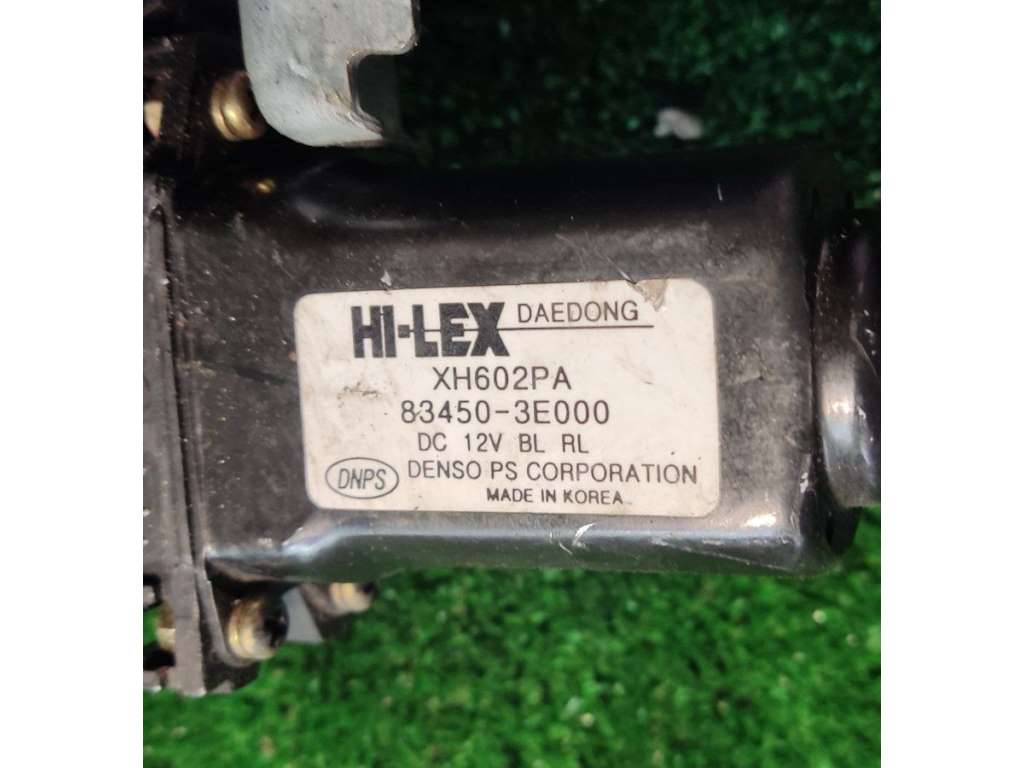 HI-LEX DAEDONG
XH602PA
83450-3E000
DC 12V BL RL
DNPS DENSO PS CORPORATION
MADE IN KOREA